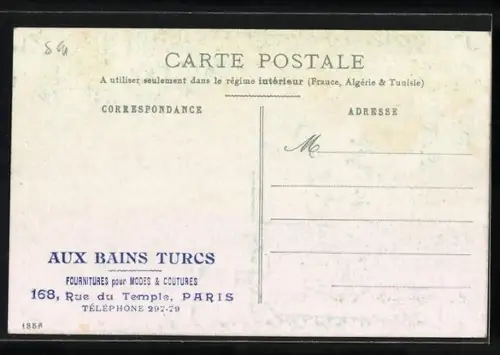 CARTE POSTALE
A utiliser seulement dans le régime intérieur (France, Algérie & Tunisie)
CORRESPONDANCE
ADRESSE
M
AUX BAINS TURCS
FOURNITURES pour MODES & COUTURES
168, Rue du Temple, PARIS
TÉLÉPHONE 297-79